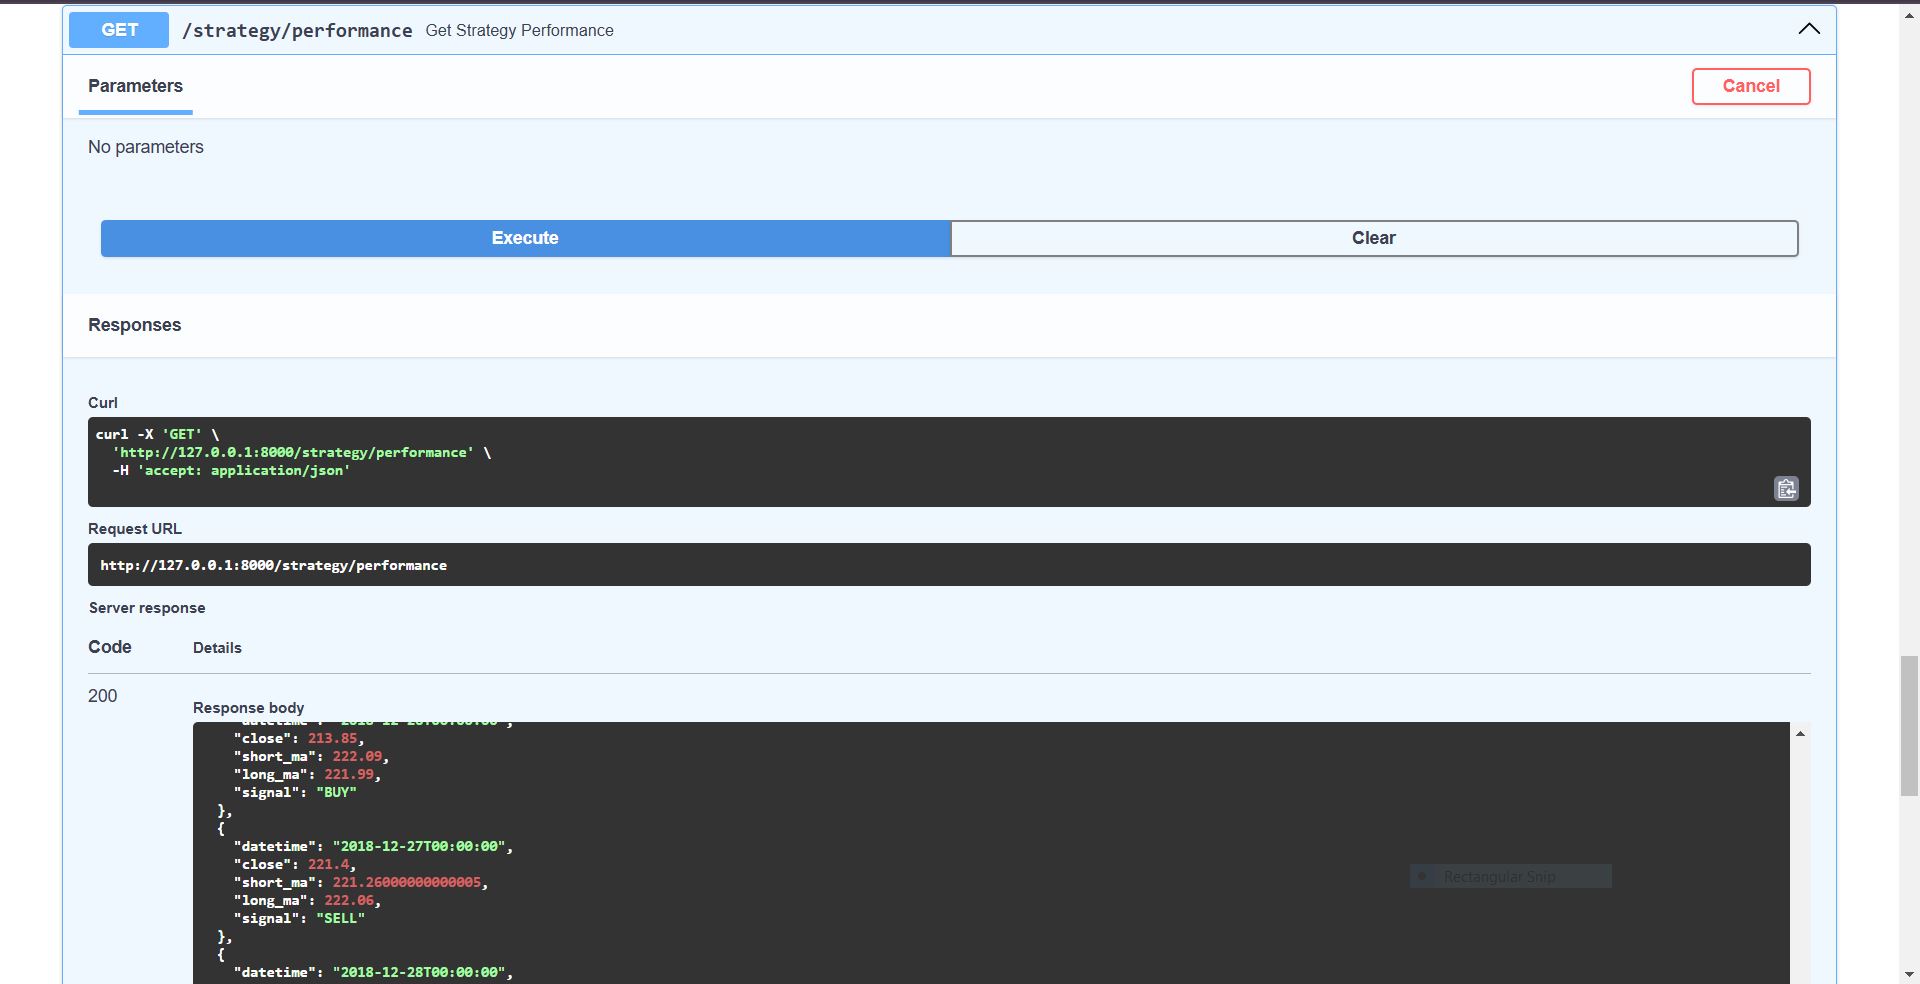 GET /strategy/performance Get Strategy Performance
Parameters
Cancel
No parameters
Execute
Clear
Responses
Curl
curl -X 'GET' \
'http://127.0.0.1:8000/strategy/performance' \
-H 'accept: application/json'
Request URL
http://127.0.0.1:8000/strategy/performance
Server response
Code Details
200
Response body
"close": 213.85,
"short_ma": 222.09,
"long_ma": 221.99,
"signal": "BUY"
},
{
"datetime": "2018-12-27T00:00:00",
"close": 221.4,
"short_ma": 221.26000000000005,
"long_ma": 222.06,
"signal": "SELL"
},
{
"datetime": "2018-12-28T00:00:00",
Rectangular Snip